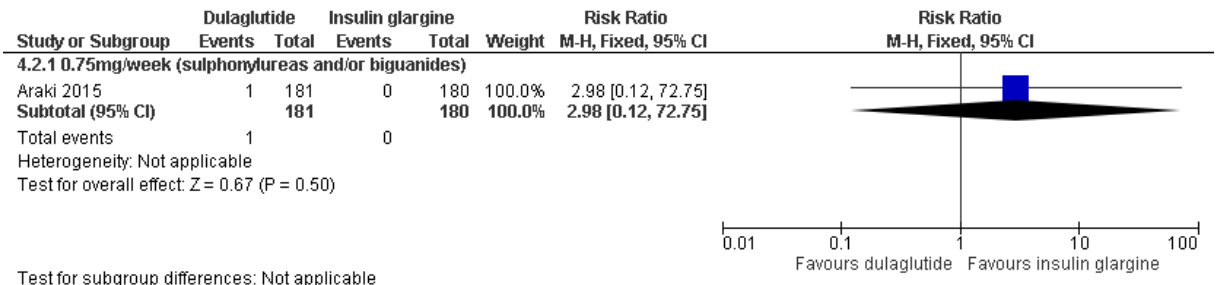 Dulaglutide Insulin glargine Risk Ratio Risk Ratio
Study or Subgroup Events Total Events Total Weight M-H, Fixed, 95% CI M-H, Fixed, 95% CI
4.2.1 0.75mg/week (sulphonylureas and/or biguanides)
Araki 2015 1 181 0 180 100.0% 2.98 [0.12, 72.75]
Subtotal (95% CI) 181 180 100.0% 2.98 [0.12, 72.75]
Total events 1 0
Heterogeneity: Not applicable
Test for overall effect: Z = 0.67 (P = 0.50)
0.01 0.1 1 10 100
Favours dulaglutide Favours insulin glargine
Test for subgroup differences: Not applicable